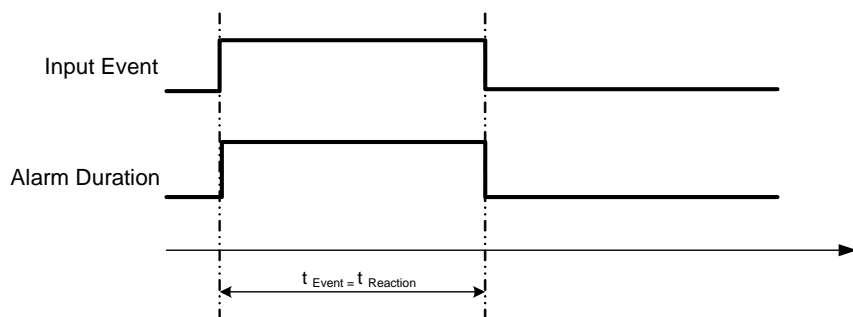 Input Event
Alarm Duration
t Event = t Reaction